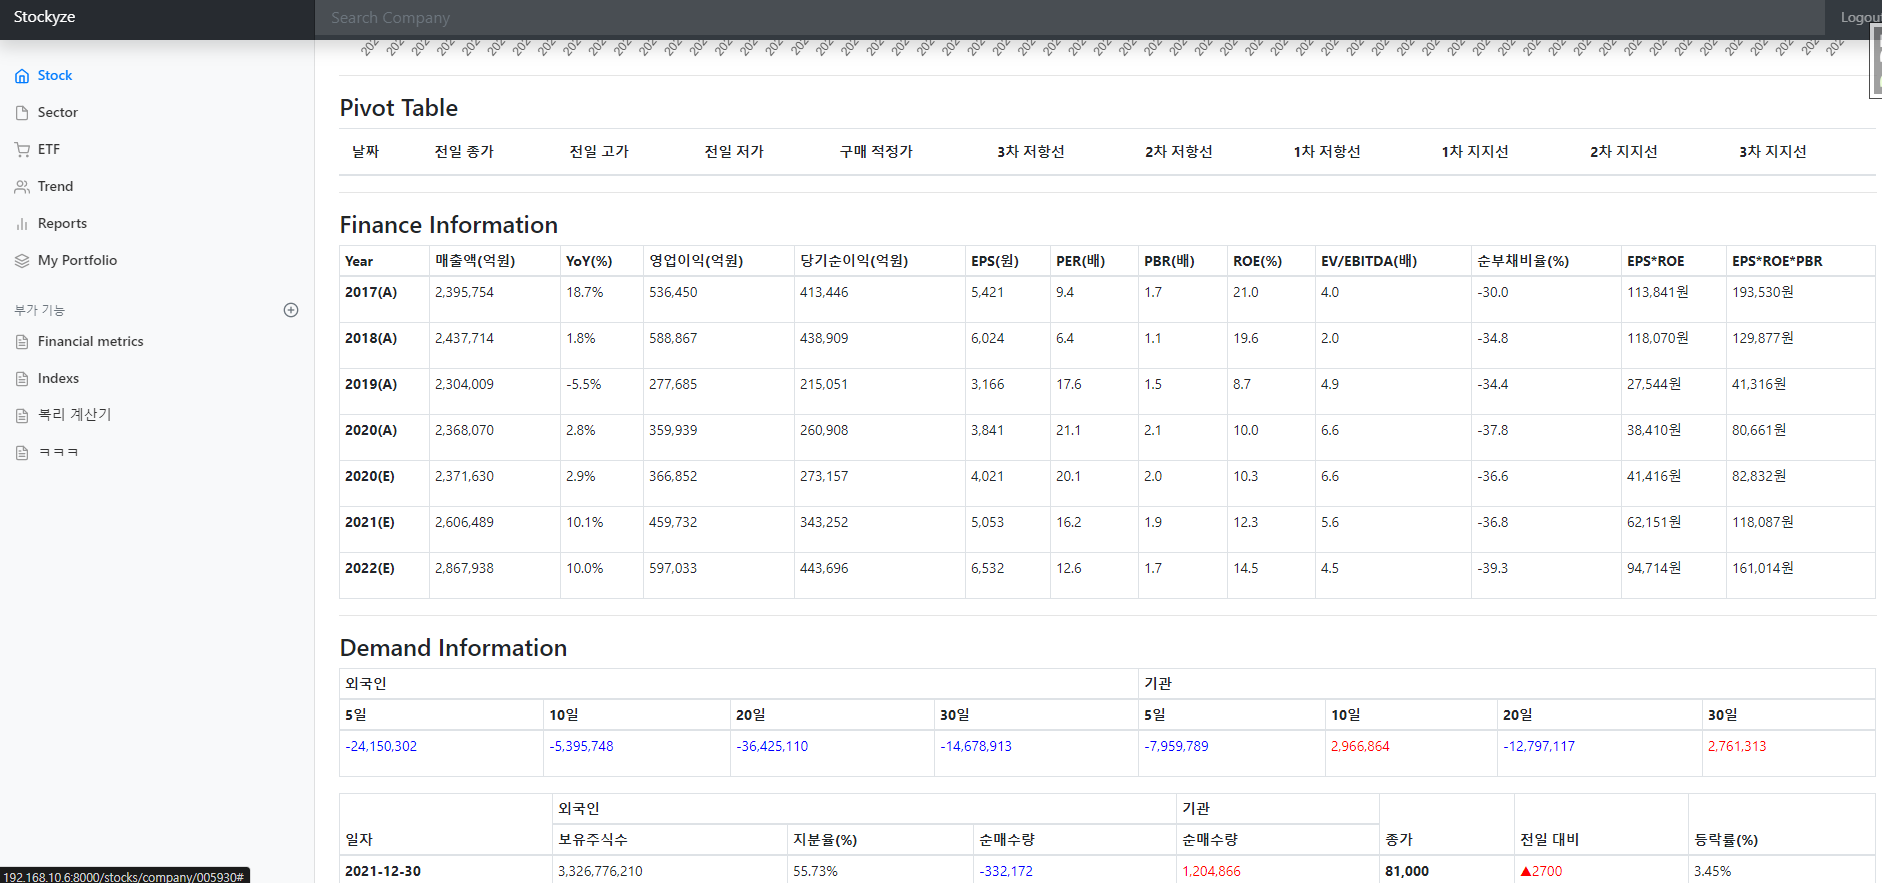 Stockyze
Search Company
Logout
Stock
Sector
ETF
Trend
Reports
My Portfolio
부가 기능
Financial metrics
Indexs
복리 계산기
ㅋㅋㅋ
Pivot Table
날짜 전일 종가 전일 고가 전일 저가 구매 적정가 3차 저항선 2차 저항선 1차 저항선 1차 지지선 2차 지지선 3차 지지선
Finance Information
Year 매출액(억원) YoY(%) 영업이익(억원) 당기순이익(억원) EPS(원) PER(배) PBR(배) ROE(%) EV/EBITDA(배) 순부채비율(%) EPS*ROE EPS*ROE*PBR
2017(A) 2,395,754 18.7% 536,450 413,446 5,421 9.4 1.7 21.0 4.0 -30.0 113,841원 193,530원
2018(A) 2,437,714 1.8% 588,867 438,909 6,024 6.4 1.1 19.6 2.0 -34.8 118,070원 129,877원
2019(A) 2,304,009 -5.5% 277,685 215,051 3,166 17.6 1.5 8.7 4.9 -34.4 27,544원 41,316원
2020(A) 2,368,070 2.8% 359,939 260,908 3,841 21.1 2.1 10.0 6.6 -37.8 38,410원 80,661원
2020(E) 2,371,630 2.9% 366,852 273,157 4,021 20.1 2.0 10.3 6.6 -36.6 41,416원 82,832원
2021(E) 2,606,489 10.1% 459,732 343,252 5,053 16.2 1.9 12.3 5.6 -36.8 62,151원 118,087원
2022(E) 2,867,938 10.0% 597,033 443,696 6,532 12.6 1.7 14.5 4.5 -39.3 94,714원 161,014원
Demand Information
외국인 기관
5일 10일 20일 30일 5일 10일 20일 30일
-24,150,302 -5,395,748 -36,425,110 -14,678,913 -7,959,789 2,966,864 -12,797,117 2,761,313
외국인 기관
일자 보유주식수 지분율(%) 순매수량 순매수량 종가 전일 대비 등락률(%)
2021-12-30 3,326,776,210 55.73% -332,172 1,204,866 81,000 ▲2700 3.45%
192.168.10.6:8000/stocks/company/005930#